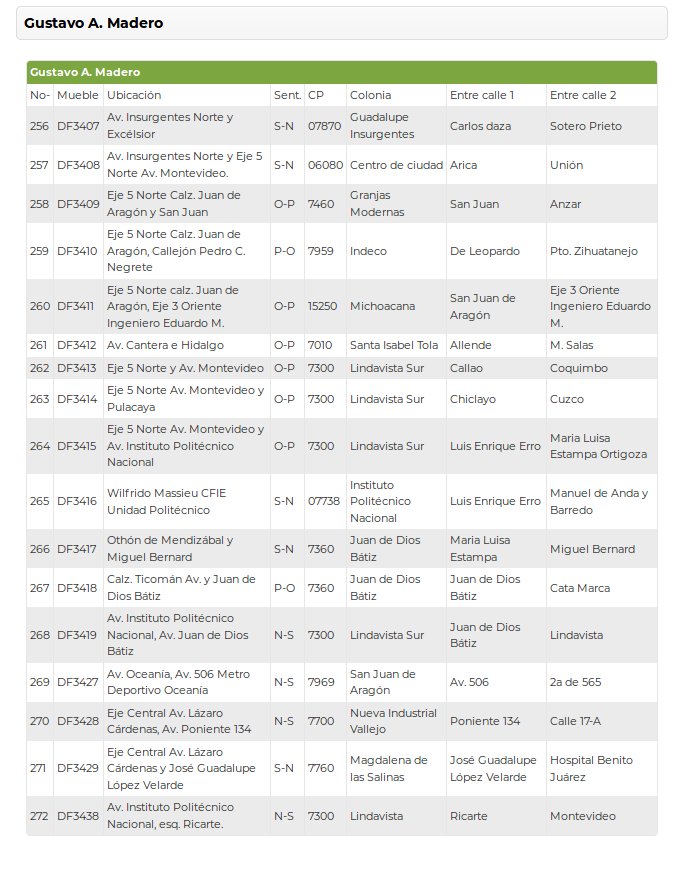 Gustavo A. Madero
Gustavo A. Madero
No- Mueble Ubicación Sent. CP Colonia Entre calle 1 Entre calle 2
256 DF3407 Av. Insurgentes Norte y Excélsior S-N 07870 Guadalupe Insurgentes Carlos daza Sotero Prieto
257 DF3408 Av. Insurgentes Norte y Eje 5 Norte Av. Montevideo. S-N 06080 Centro de ciudad Arica Unión
258 DF3409 Eje 5 Norte Calz. Juan de Aragón y San Juan O-P 7460 Granjas Modernas San Juan Anzar
259 DF3410 Eje 5 Norte Calz. Juan de Aragón, Callejón Pedro C. Negrete P-O 7959 Indeco De Leopardo Pto. Zihuatanejo
260 DF3411 Eje 5 Norte calz. Juan de Aragón, Eje 3 Oriente Ingeniero Eduardo M. O-P 15250 Michoacana San Juan de Aragón Eje 3 Oriente Ingeniero Eduardo M.
261 DF3412 Av. Cantera e Hidalgo O-P 7010 Santa Isabel Tola Allende M. Salas
262 DF3413 Eje 5 Norte y Av. Montevideo O-P 7300 Lindavista Sur Callao Coquimbo
263 DF3414 Eje 5 Norte Av. Montevideo y Pulacaya O-P 7300 Lindavista Sur Chiclayo Cuzco
264 DF3415 Eje 5 Norte Av. Montevideo y Av. Instituto Politécnico Nacional O-P 7300 Lindavista Sur Luis Enrique Erro Maria Luisa Estampa Ortigoza
265 DF3416 Wilfrido Massieu CFIE Unidad Politécnico S-N 07738 Instituto Politécnico Nacional Luis Enrique Erro Manuel de Anda y Barredo
266 DF3417 Othón de Mendizábal y Miguel Bernard S-N 7360 Juan de Dios Bátiz Maria Luisa Estampa Miguel Bernard
267 DF3418 Calz. Ticomán Av. y Juan de Dios Bátiz P-O 7360 Juan de Dios Bátiz Juan de Dios Bátiz Cata Marca
268 DF3419 Av. Instituto Politécnico Nacional, Av. Juan de Dios Bátiz N-S 7300 Lindavista Sur Juan de Dios Bátiz Lindavista
269 DF3427 Av. Oceanía, Av. 506 Metro Deportivo Oceanía N-S 7969 San Juan de Aragón Av. 506 2a de 565
270 DF3428 Eje Central Av. Lázaro Cárdenas, Av. Poniente 134 N-S 7700 Nueva Industrial Vallejo Poniente 134 Calle 17-A
271 DF3429 Eje Central Av. Lázaro Cárdenas y José Guadalupe López Velarde S-N 7760 Magdalena de las Salinas José Guadalupe López Velarde Hospital Benito Juárez
272 DF3438 Av. Instituto Politécnico Nacional, esq. Ricarte. N-S 7300 Lindavista Ricarte Montevideo